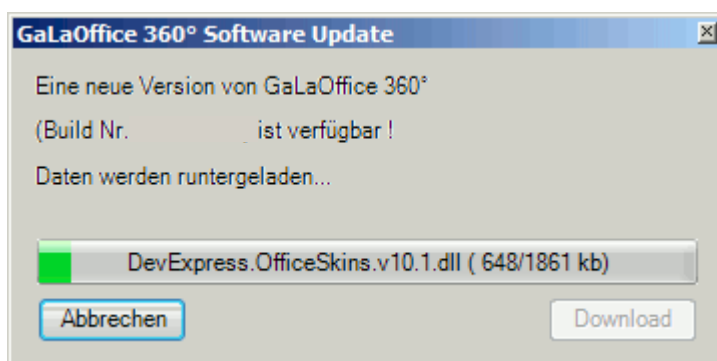 GaLaOffice 360° Software Update
Eine neue Version von GaLaOffice 360°
(Build Nr. ist verfügbar !
Daten werden runtergeladen...
DevExpress.OfficeSkins.v10.1.dll ( 648/1861 kb)
Abbrechen
Download